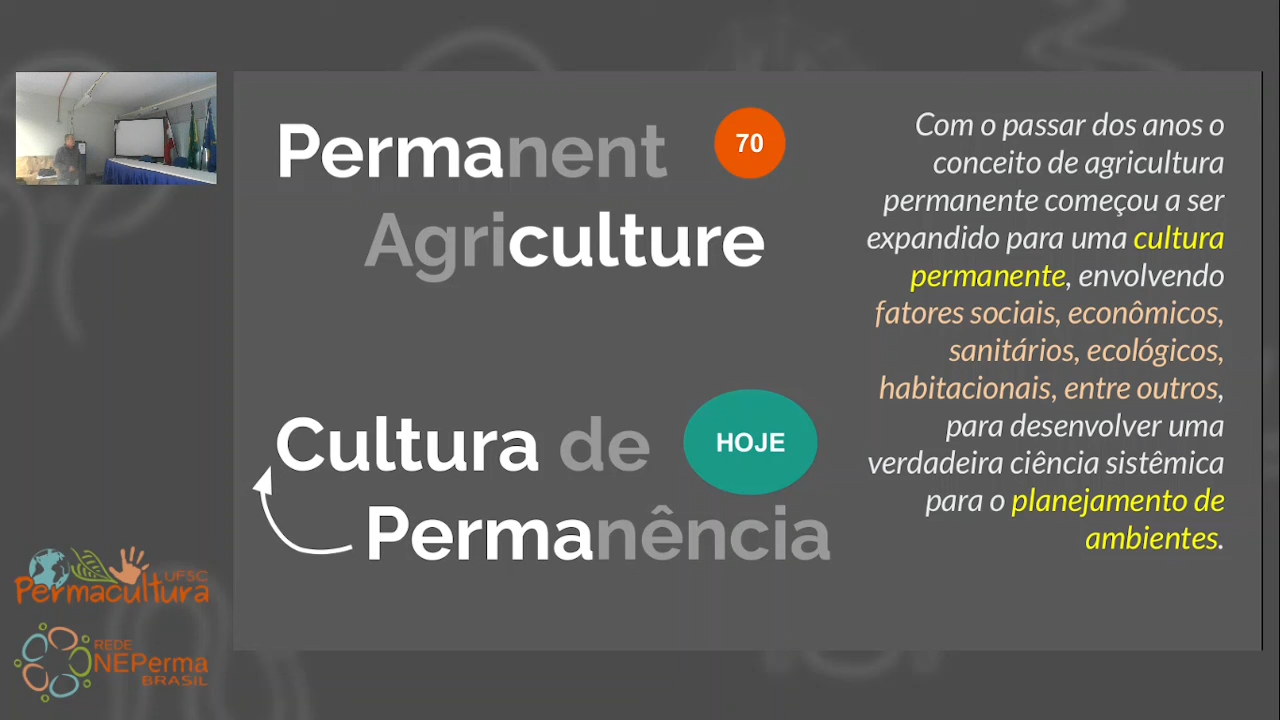 Permanent
70
Agriculture
Cultura de
HOJE
Permanência
Com o passar dos anos o
conceito de agricultura
permanente começou a ser
expandido para uma cultura
permanente, envolvendo
fatores sociais, econômicos,
sanitários, ecológicos,
habitacionais, entre outros,
para desenvolver uma
verdadeira ciência sistêmica
para o planejamento de
ambientes.
UFSC
Permacultura
REDE
NEPerma
BRASIL